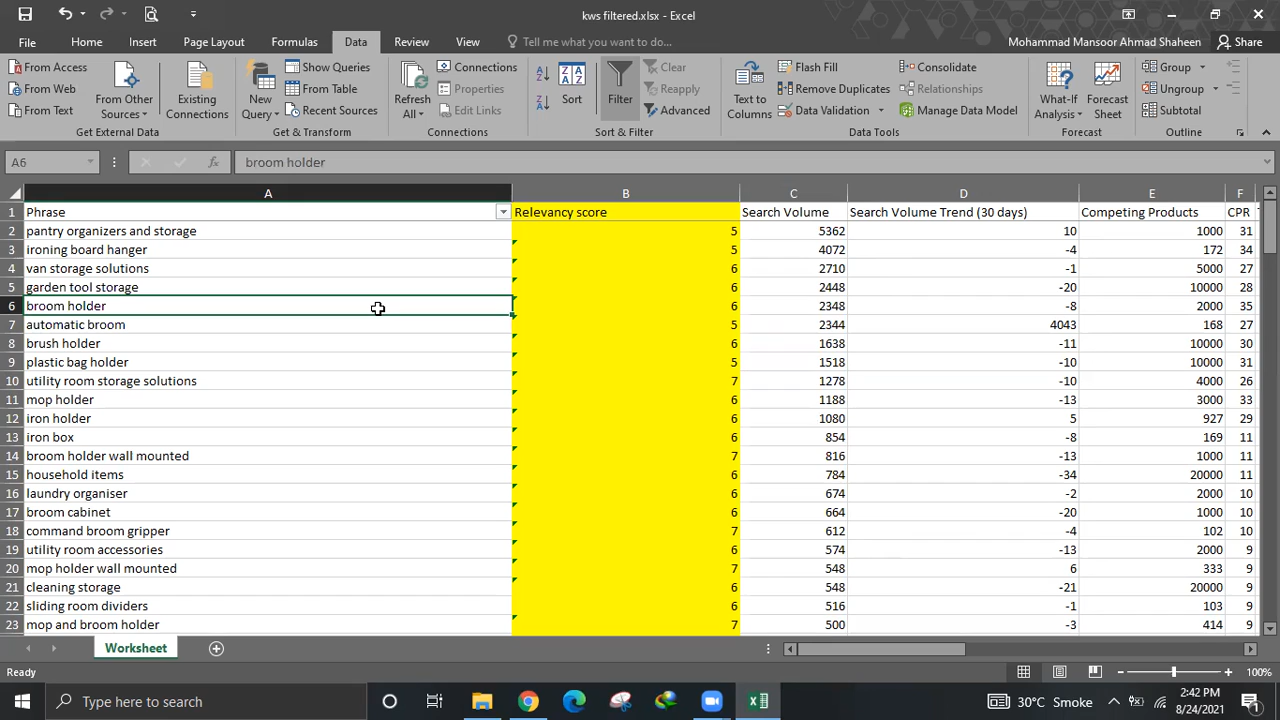 kws filtered.xlsx - Excel
File Home Insert Page Layout Formulas Data Review View Tell me what you want to do... Mohammad Mansoor Ahmad Shaheen Share
From Access
From Web
From Text
From Other Sources
Existing Connections
Get External Data
New Query
Show Queries
From Table
Recent Sources
Get & Transform
Refresh All
Connections
Properties
Edit Links
Connections
Sort
Filter
Clear
Reapply
Advanced
Sort & Filter
Text to Columns
Flash Fill
Remove Duplicates
Data Validation
Consolidate
Relationships
Manage Data Model
Data Tools
What-If Analysis
Forecast Sheet
Forecast
Group
Ungroup
Subtotal
Outline
A6 fx broom holder
A B C D E F
1 Phrase Relevancy score Search Volume Search Volume Trend (30 days) Competing Products CPR
2 pantry organizers and storage 5 5362 10 1000 31
3 ironing board hanger 5 4072 -4 172 34
4 van storage solutions 6 2710 -1 5000 27
5 garden tool storage 6 2448 -20 10000 28
6 broom holder 6 2348 -8 2000 35
7 automatic broom 5 2344 4043 168 27
8 brush holder 6 1638 -11 10000 30
9 plastic bag holder 5 1518 -10 10000 31
10 utility room storage solutions 7 1278 -10 4000 26
11 mop holder 6 1188 -13 3000 33
12 iron holder 6 1080 5 927 29
13 iron box 6 854 -8 169 11
14 broom holder wall mounted 7 816 -13 1000 11
15 household items 6 784 -34 20000 11
16 laundry organiser 6 674 -2 2000 10
17 broom cabinet 6 664 -20 1000 10
18 command broom gripper 7 612 -4 102 10
19 utility room accessories 6 574 -13 2000 9
20 mop holder wall mounted 7 548 6 333 9
21 cleaning storage 6 548 -21 20000 9
22 sliding room dividers 6 516 -1 103 9
23 mop and broom holder 7 500 -3 414 9
Worksheet
Ready 100%
Type here to search 30°C Smoke 2:42 PM
8/24/2021 1